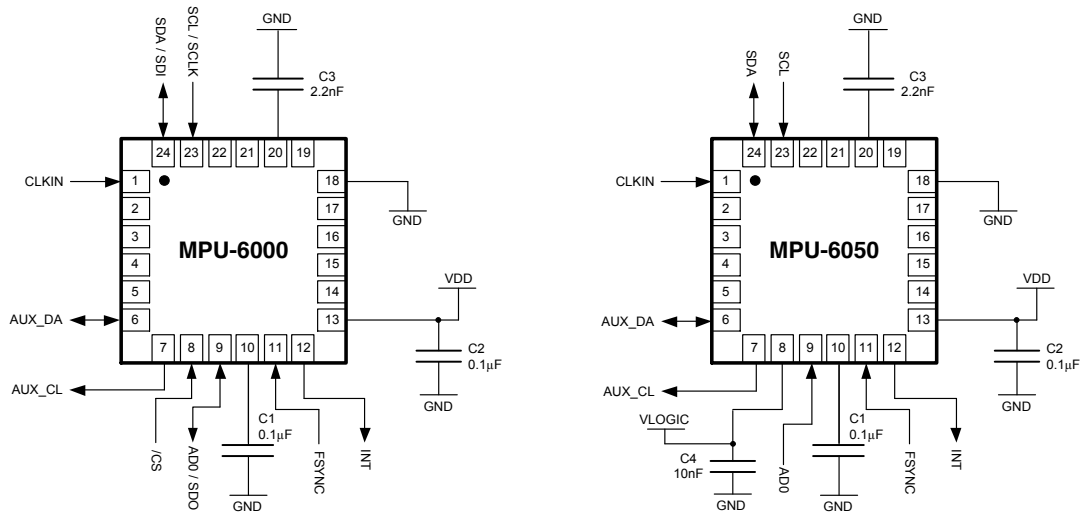 GND
SDA / SDI
SCL / SCLK
C3
2.2nF
24 23 22 21 20 19
CLKIN
1
2
3
4
5
6
18
17
16
15
14
13
MPU-6000
GND
VDD
AUX_DA
7 8 9 10 11 12
C2
0.1µF
GND
AUX_CL
/CS
AD0 / SDO
C1
0.1µF
GND
FSYNC
INT
GND
SDA
SCL
C3
2.2nF
24 23 22 21 20 19
CLKIN
1
2
3
4
5
6
18
17
16
15
14
13
MPU-6050
GND
VDD
AUX_DA
7 8 9 10 11 12
C2
0.1µF
GND
AUX_CL
VLOGIC
C4
10nF
GND
AD0
C1
0.1µF
GND
FSYNC
INT